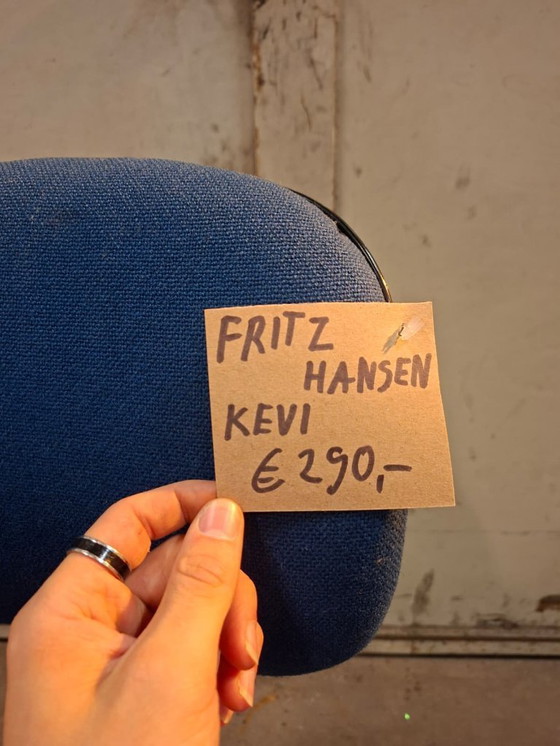 FRITZ
HANSEN
KEVI
€290,-